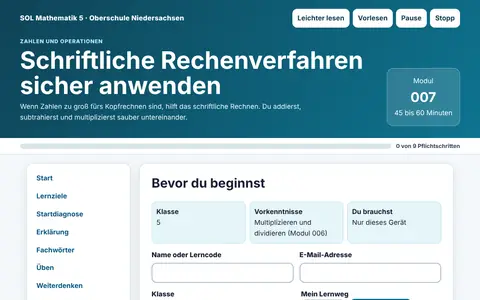 SOL Mathematik 5 · Oberschule Niedersachsen
Leichter lesen
Vorlesen
Pause
Stopp
ZAHLEN UND OPERATIONEN
Schriftliche Rechenverfahren
sicher anwenden
Wenn Zahlen zu groß fürs Kopfrechnen sind, hilft das schriftliche Rechnen. Du addierst,
subtrahierst und multiplizierst sauber untereinander.
Modul
007
45 bis 60 Minuten
0 von 9 Pflichtschritten
Start
Lernziele
Startdiagnose
Erklärung
Fachwörter
Üben
Weiterdenken
Bevor du beginnst
Klasse
5
Vorkenntnisse
Multiplizieren und
dividieren (Modul 006)
Du brauchst
Nur dieses Gerät
Name oder Lerncode
E-Mail-Adresse
Klasse
Mein Lernweg